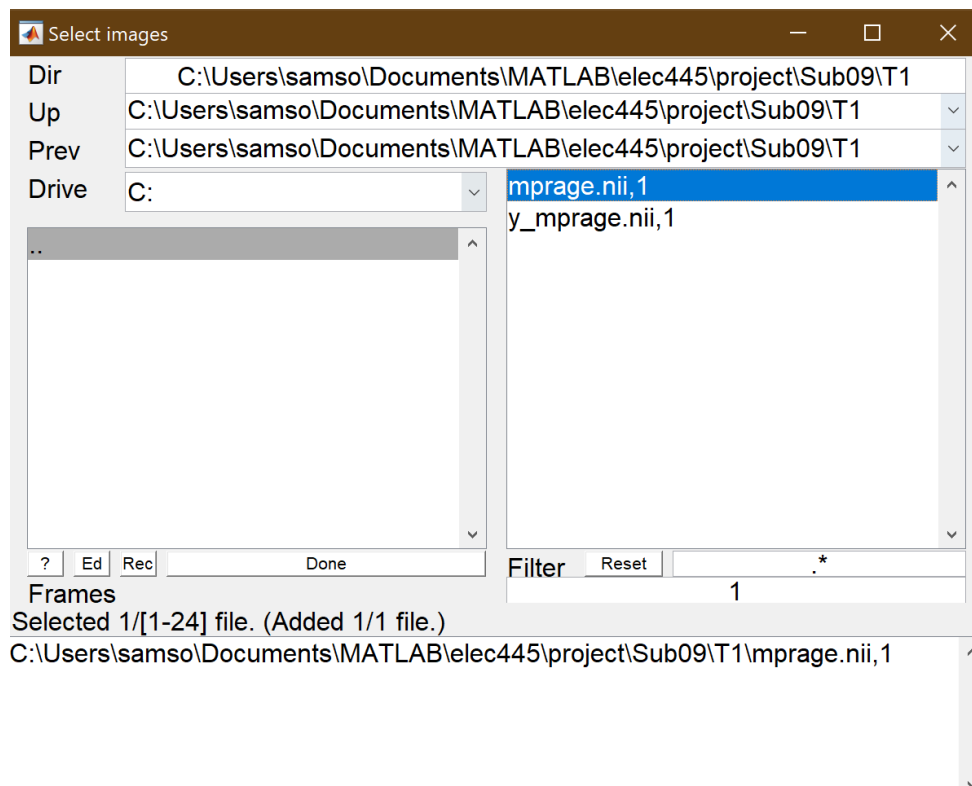 Select images
Dir C:\Users\samso\Documents\MATLAB\elec445\project\Sub09\T1
Up C:\Users\samso\Documents\MATLAB\elec445\project\Sub09\T1
Prev C:\Users\samso\Documents\MATLAB\elec445\project\Sub09\T1
Drive C:
mprage.nii,1
y_mprage.nii,1
..
? Ed Rec Done
Filter Reset .*
Frames 1
Selected 1/[1-24] file. (Added 1/1 file.)
C:\Users\samso\Documents\MATLAB\elec445\project\Sub09\T1\mprage.nii,1